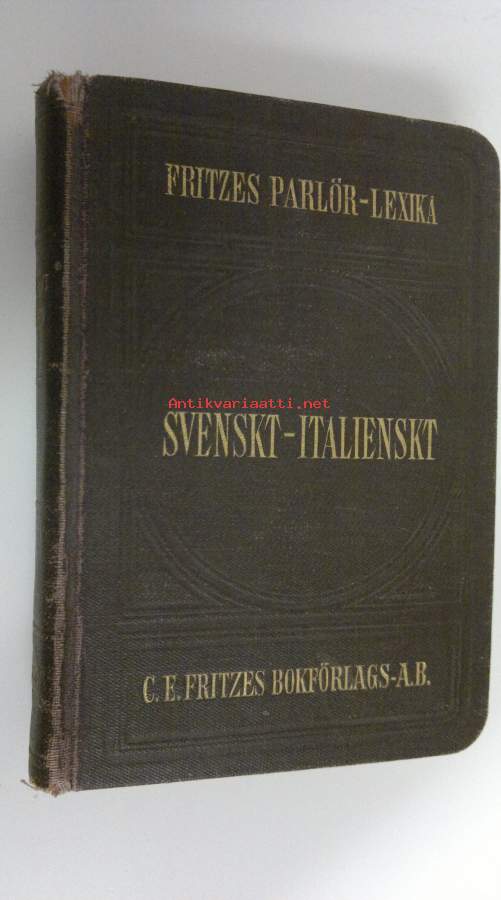 FRITZES PARLÖR-LEXIKA
Antikvariaatti.net
SVENSKT-ITALIENSKT
C. E. FRITZES BOKFÖRLAGS-A.B.